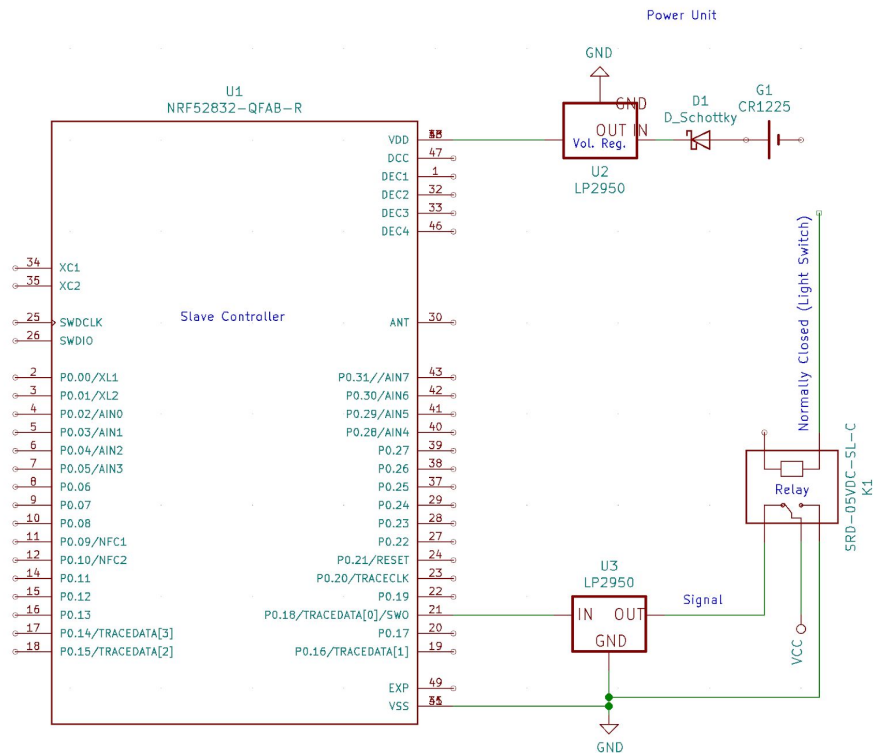 Power Unit
GND
U1
NRF52832-QFAB-R
D1
D_Schottky
G1
CR1225
GND
OUT IN
Vol. Reg.
U2
LP2950
VDD
DCC 47
DEC1 1
DEC2 32
DEC3 33
DEC4 46
34 XC1
35 XC2
25 SWDCLK
26 SWDIO
Slave Controller
ANT 30
2 P0.00/XL1
3 P0.01/XL2
4 P0.02/AIN0
5 P0.03/AIN1
6 P0.04/AIN2
7 P0.05/AIN3
8 P0.06
9 P0.07
10 P0.08
11 P0.09/NFC1
12 P0.10/NFC2
14 P0.11
15 P0.12
16 P0.13
17 P0.14/TRACEDATA[3]
18 P0.15/TRACEDATA[2]
P0.31//AIN7 43
P0.30/AIN6 42
P0.29/AIN5 41
P0.28/AIN4 40
P0.27 39
P0.26 38
P0.25 37
P0.24 29
P0.23 28
P0.22 27
P0.21/RESET 24
P0.20/TRACECLK 23
P0.19 22
P0.18/TRACEDATA[0]/SWO 21
P0.17 20
P0.16/TRACEDATA[1] 19
EXP 49
VSS
Normally Closed (Light Switch)
Relay
SRD-05VDC-SL-C
K1
U3
LP2950
IN OUT
GND
Signal
VCC
GND